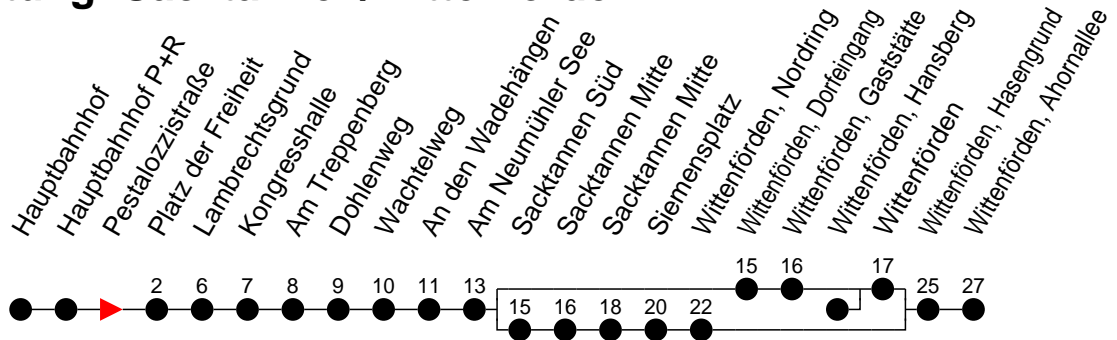 Hauptbahnhof
Hauptbahnhof P+R
Pestalozzistraße
Platz der Freiheit
Lambrechtsgrund
Kongresshalle
Am Treppenberg
Dohlenweg
Wachtelweg
An den Wadehängen
Am Neumühler See
Sacktannen Süd
Sacktannen Mitte
Sacktannen Mitte
Siemensplatz
Wittenförden, Nordring
Wittenförden, Dorfeingang
Wittenförden, Gaststätte
Wittenförden, Hansberg
Wittenförden
Wittenförden, Hasengrund
Wittenförden, Ahornallee
15 16 17
2 6 7 8 9 10 11 13 25 27
15 16 18 20 22